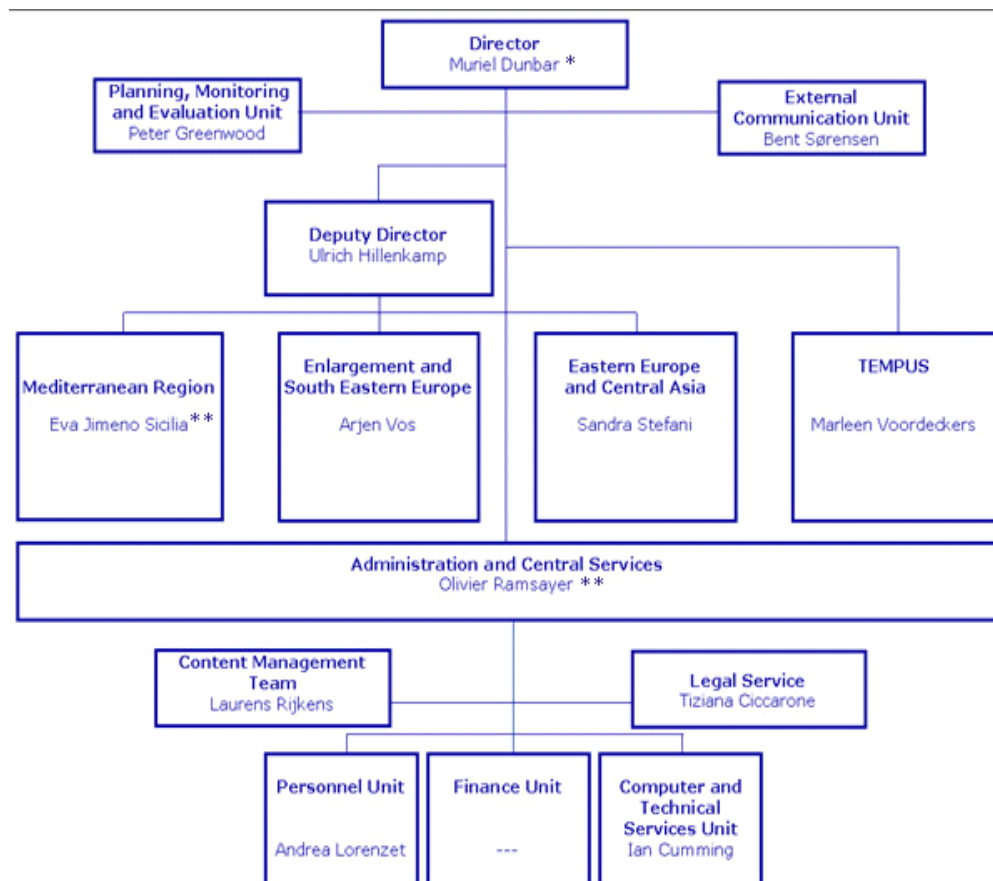 Director
Muriel Dunbar *
Planning, Monitoring
and Evaluation Unit
Peter Greenwood
External
Communication Unit
Bent Sørensen
Deputy Director
Ulrich Hillenkamp
Mediterranean Region
Eva Jimeno Sicilia**
Enlargement and
South Eastern Europe
Arjen Vos
Eastern Europe
and Central Asia
Sandra Stefani
TEMPUS
Marleen Voordeckers
Administration and Central Services
Olivier Ramsayer **
Content Management
Team
Laurens Rijkens
Legal Service
Tiziana Ciccarone
Personnel Unit
Andrea Lorenzet
Finance Unit
---
Computer and
Technical
Services Unit
Ian Cumming